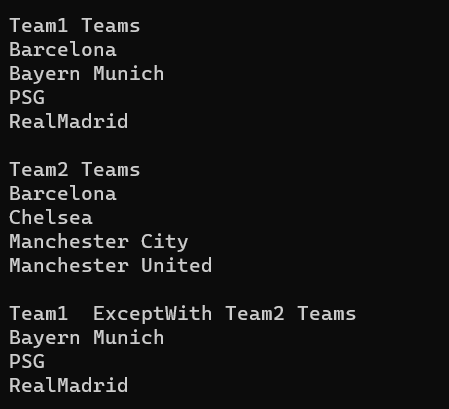 Team1 Teams
Barcelona
Bayern Munich
PSG
RealMadrid
Team2 Teams
Barcelona
Chelsea
Manchester City
Manchester United
Team1  ExceptWith Team2 Teams
Bayern Munich
PSG
RealMadrid